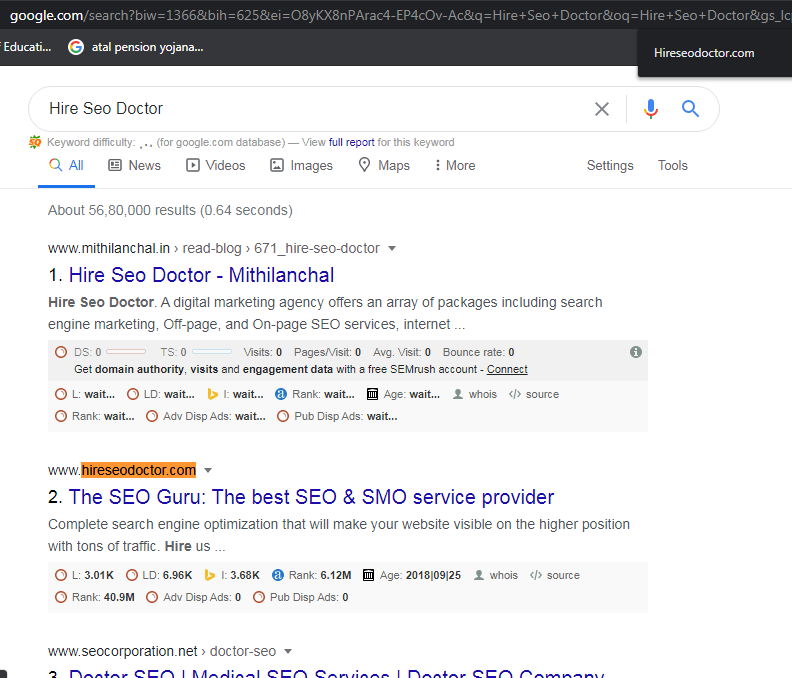 google.com/search?biw=1366&bih=625&ei=O8yKX8nPArac4-EP4cOv-Ac&q=Hire+Seo+Doctor&oq=Hire+Seo+Doctor&gs_lcp
Educati... atal pension yojana...
Hireseodoctor.com
Hire Seo Doctor
Keyword difficulty: . . . (for google.com database) — View full report for this keyword
All News Videos Images Maps More Settings Tools
About 56,80,000 results (0.64 seconds)
www.mithilanchal.in › read-blog › 671_hire-seo-doctor
1. Hire Seo Doctor - Mithilanchal
Hire Seo Doctor. A digital marketing agency offers an array of packages including search
engine marketing, Off-page, and On-page SEO services, internet ...
DS: 0 TS: 0 Visits: 0 Pages/Visit: 0 Avg. Visit: 0 Bounce rate: 0
Get domain authority, visits and engagement data with a free SEMrush account - Connect
L: wait... LD: wait... I: wait... Rank: wait... Age: wait... whois source
Rank: wait... Adv Disp Ads: wait... Pub Disp Ads: wait...
www.hireseodoctor.com
2. The SEO Guru: The best SEO & SMO service provider
Complete search engine optimization that will make your website visible on the higher position
with tons of traffic. Hire us ...
L: 3.01K LD: 6.96K I: 3.68K Rank: 6.12M Age: 2018|09|25 whois source
Rank: 40.9M Adv Disp Ads: 0 Pub Disp Ads: 0
www.seocorporation.net › doctor-seo
3. Doctor SEO | Medical SEO Services | Doctor SEO Company